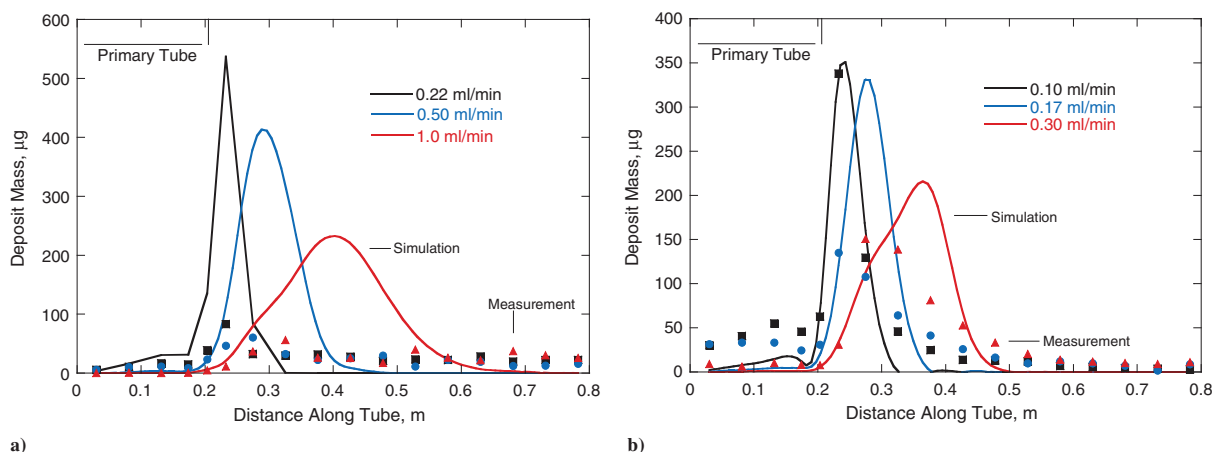 600
500
400
300
200
100
0
Deposit Mass, µg
Primary Tube
0.22 ml/min
0.50 ml/min
1.0 ml/min
Simulation
Measurement
0 0.1 0.2 0.3 0.4 0.5 0.6 0.7 0.8
Distance Along Tube, m
a)
400
350
300
250
200
150
100
50
0
Deposit Mass, µg
Primary Tube
0.10 ml/min
0.17 ml/min
0.30 ml/min
Simulation
Measurement
0 0.1 0.2 0.3 0.4 0.5 0.6 0.7 0.8
Distance Along Tube, m
b)